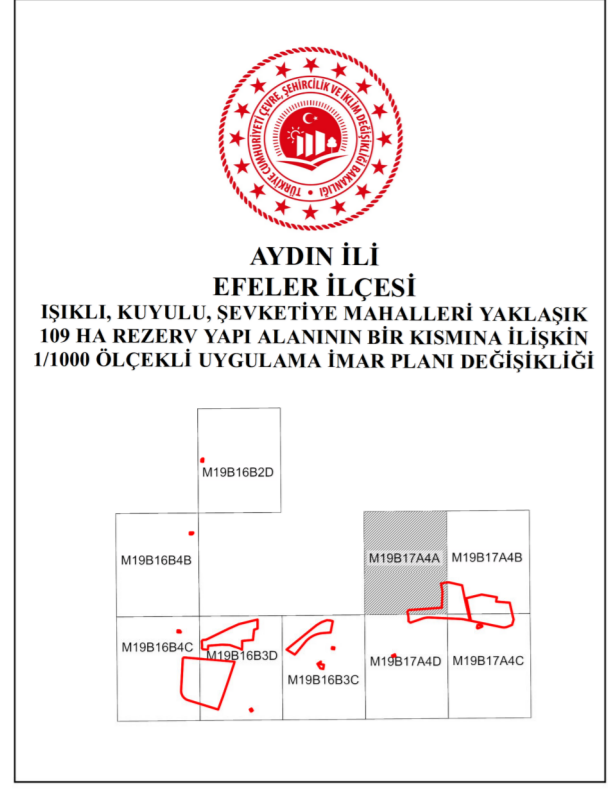 TÜRKİYE CUMHURİYETİ ÇEVRE, ŞEHİRCİLİK VE İKLİM DEĞİŞİKLİĞİ BAKANLIĞI
AYDIN İLİ
EFELER İLÇESİ
IŞIKLI, KUYULU, ŞEVKETİYE MAHALLERİ YAKLAŞIK
109 HA REZERV YAPI ALANININ BİR KISMINA İLİŞKİN
1/1000 ÖLÇEKLİ UYGULAMA İMAR PLANI DEĞİŞİKLİĞİ
M19B16B2D
M19B16B4B
M19B17A4A
M19B17A4B
M19B16B4C
M19B16B3D
M19B16B3C
M19B17A4D
M19B17A4C